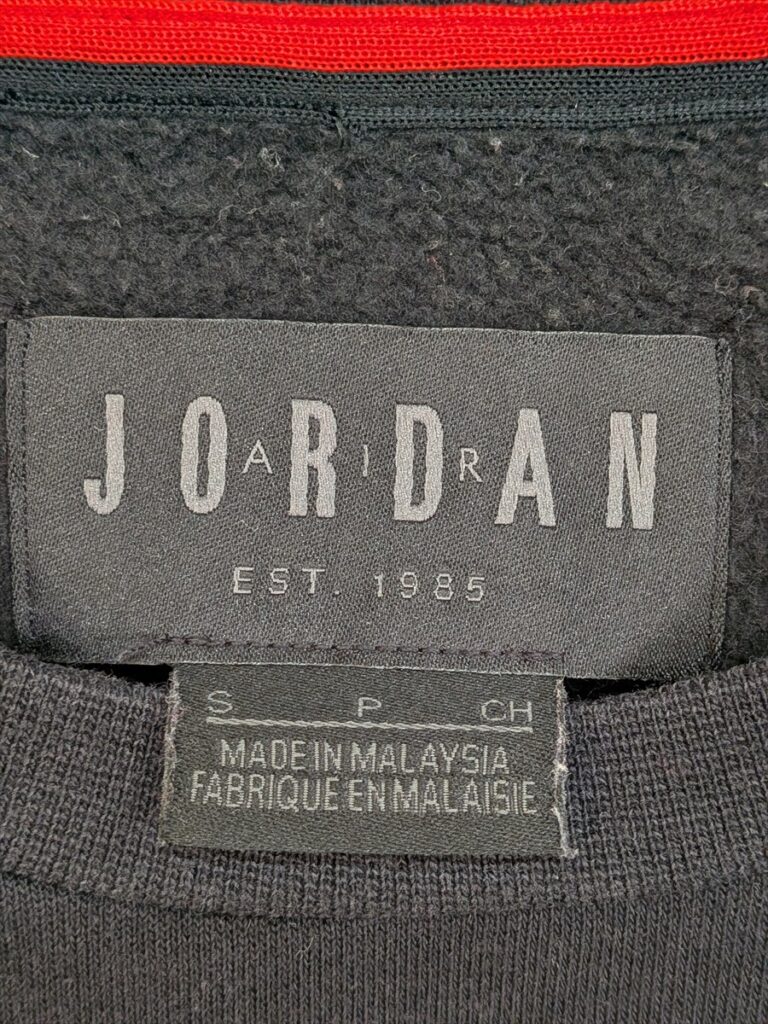 JORDAN
AIR
EST. 1985
S P CH
MADE IN MALAYSIA
FABRIQUE EN MALAISIE